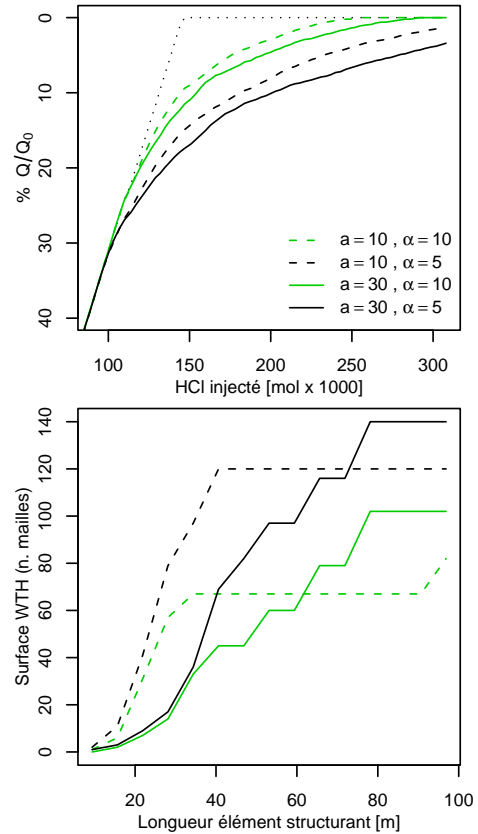 % Q/Q0
0
10
20
30
40
a = 10 , α = 10
a = 10 , α = 5
a = 30 , α = 10
a = 30 , α = 5
100 150 200 250 300
HCl injecté [mol x 1000]
Surface WTH (n. mailles)
140
120
100
80
60
40
20
0
20 40 60 80 100
Longueur élément structurant [m]